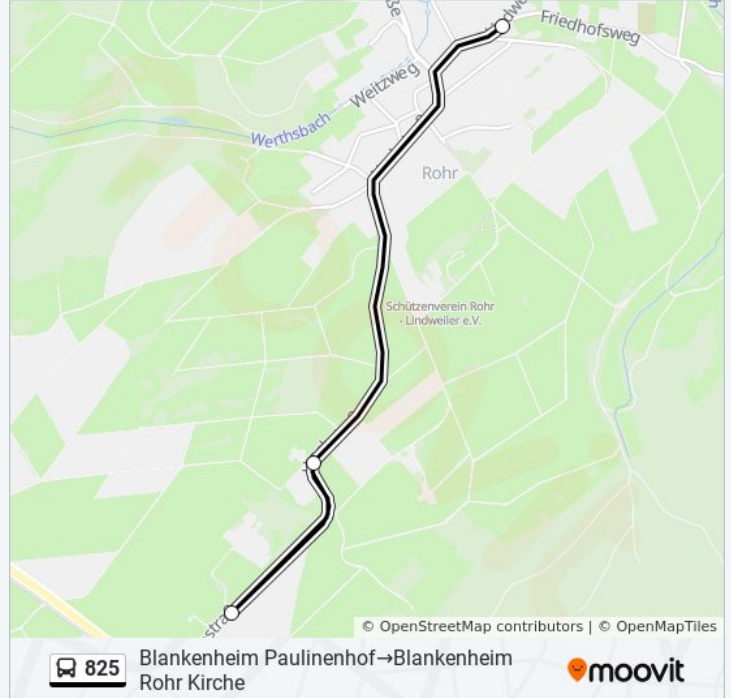 Friedhofsweg
Weitzweg
Werthsbach
Rohr
Schützenverein Rohr
- Lindweiler e.V.
© OpenStreetMap contributors | © OpenMapTiles
825
Blankenheim Paulinenhof→Blankenheim
Rohr Kirche
moovit